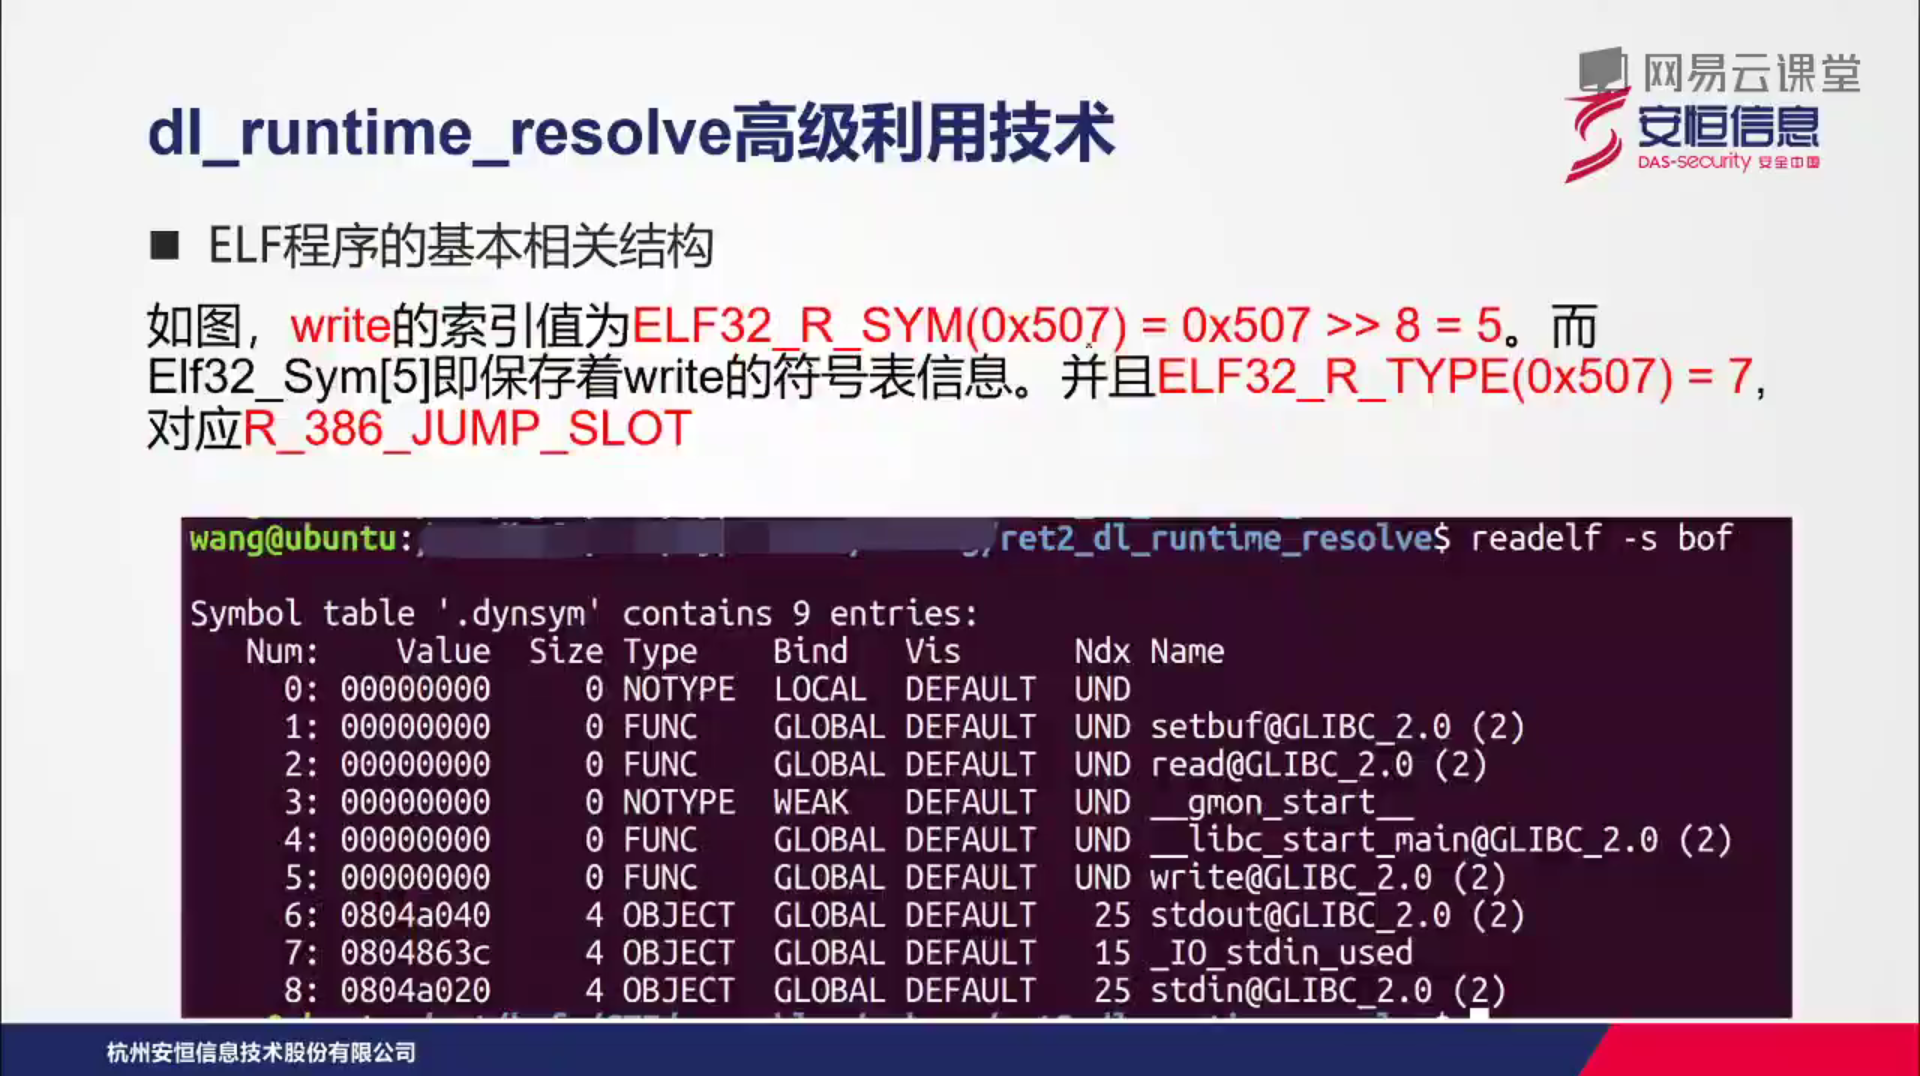 网易云课堂
安恒信息
DAS-security 安全中国
dl_runtime_resolve高级利用技术
■ ELF程序的基本相关结构
如图，write的索引值为ELF32_R_SYM(0x507) = 0x507 >> 8 = 5。而
Elf32_Sym[5]即保存着write的符号表信息。并且ELF32_R_TYPE(0x507) = 7,
对应R_386_JUMP_SLOT
wang@ubuntu: /ret2_dl_runtime_resolve$ readelf -s bof
Symbol table '.dynsym' contains 9 entries:
Num: Value Size Type Bind Vis Ndx Name
0: 00000000 0 NOTYPE LOCAL DEFAULT UND
1: 00000000 0 FUNC GLOBAL DEFAULT UND setbuf@GLIBC_2.0 (2)
2: 00000000 0 FUNC GLOBAL DEFAULT UND read@GLIBC_2.0 (2)
3: 00000000 0 NOTYPE WEAK DEFAULT UND __gmon_start__
4: 00000000 0 FUNC GLOBAL DEFAULT UND __libc_start_main@GLIBC_2.0 (2)
5: 00000000 0 FUNC GLOBAL DEFAULT UND write@GLIBC_2.0 (2)
6: 0804a040 4 OBJECT GLOBAL DEFAULT 25 stdout@GLIBC_2.0 (2)
7: 0804863c 4 OBJECT GLOBAL DEFAULT 15 _IO_stdin_used
8: 0804a020 4 OBJECT GLOBAL DEFAULT 25 stdin@GLIBC_2.0 (2)
杭州安恒信息技术股份有限公司